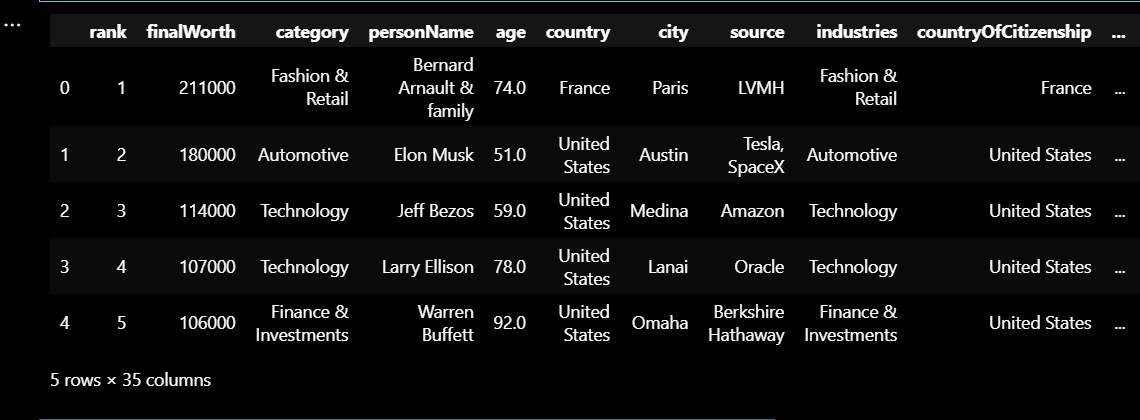 ...
rank finalWorth category personName age country city source industries countryOfCitizenship ...
0 1 211000 Fashion & Retail Bernard Arnault & family 74.0 France Paris LVMH Fashion & Retail France ...
1 2 180000 Automotive Elon Musk 51.0 United States Austin Tesla, SpaceX Automotive United States ...
2 3 114000 Technology Jeff Bezos 59.0 United States Medina Amazon Technology United States ...
3 4 107000 Technology Larry Ellison 78.0 United States Lanai Oracle Technology United States ...
4 5 106000 Finance & Investments Warren Buffett 92.0 United States Omaha Berkshire Hathaway Finance & Investments United States ...
5 rows × 35 columns